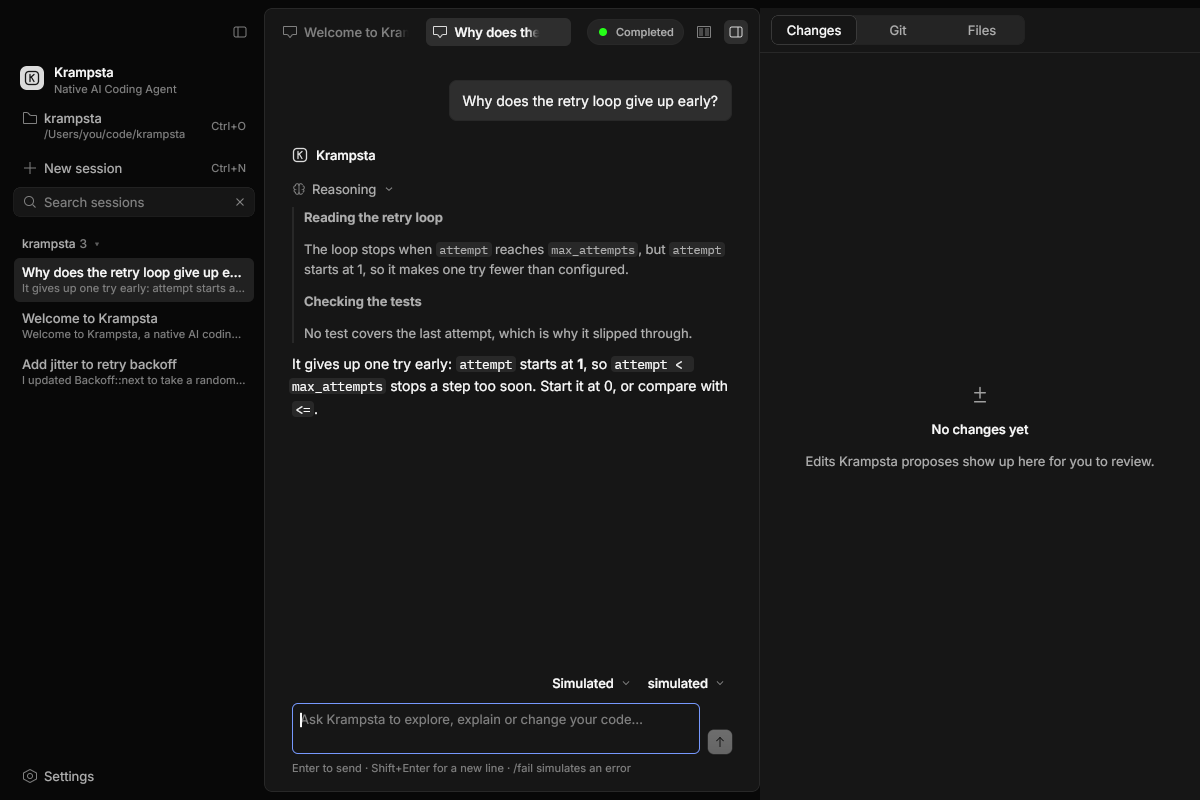 Krampsta
Native AI Coding Agent
krampsta
/Users/you/code/krampsta
Ctrl+O
New session
Ctrl+N
Search sessions
krampsta 3
Why does the retry loop give up e...
It gives up one try early: attempt starts a...
Welcome to Krampsta
Welcome to Krampsta, a native AI codin...
Add jitter to retry backoff
I updated Backoff::next to take a random...
Settings
Welcome to Krar
Why does the
Completed
Why does the retry loop give up early?
K Krampsta
Reasoning
Reading the retry loop
The loop stops when attempt reaches max_attempts, but attempt
starts at 1, so it makes one try fewer than configured.
Checking the tests
No test covers the last attempt, which is why it slipped through.
It gives up one try early: attempt starts at 1, so attempt <
max_attempts stops a step too soon. Start it at 0, or compare with
<=.
Simulated
simulated
Ask Krampsta to explore, explain or change your code...
Enter to send · Shift+Enter for a new line · /fail simulates an error
Changes
Git
Files
No changes yet
Edits Krampsta proposes show up here for you to review.